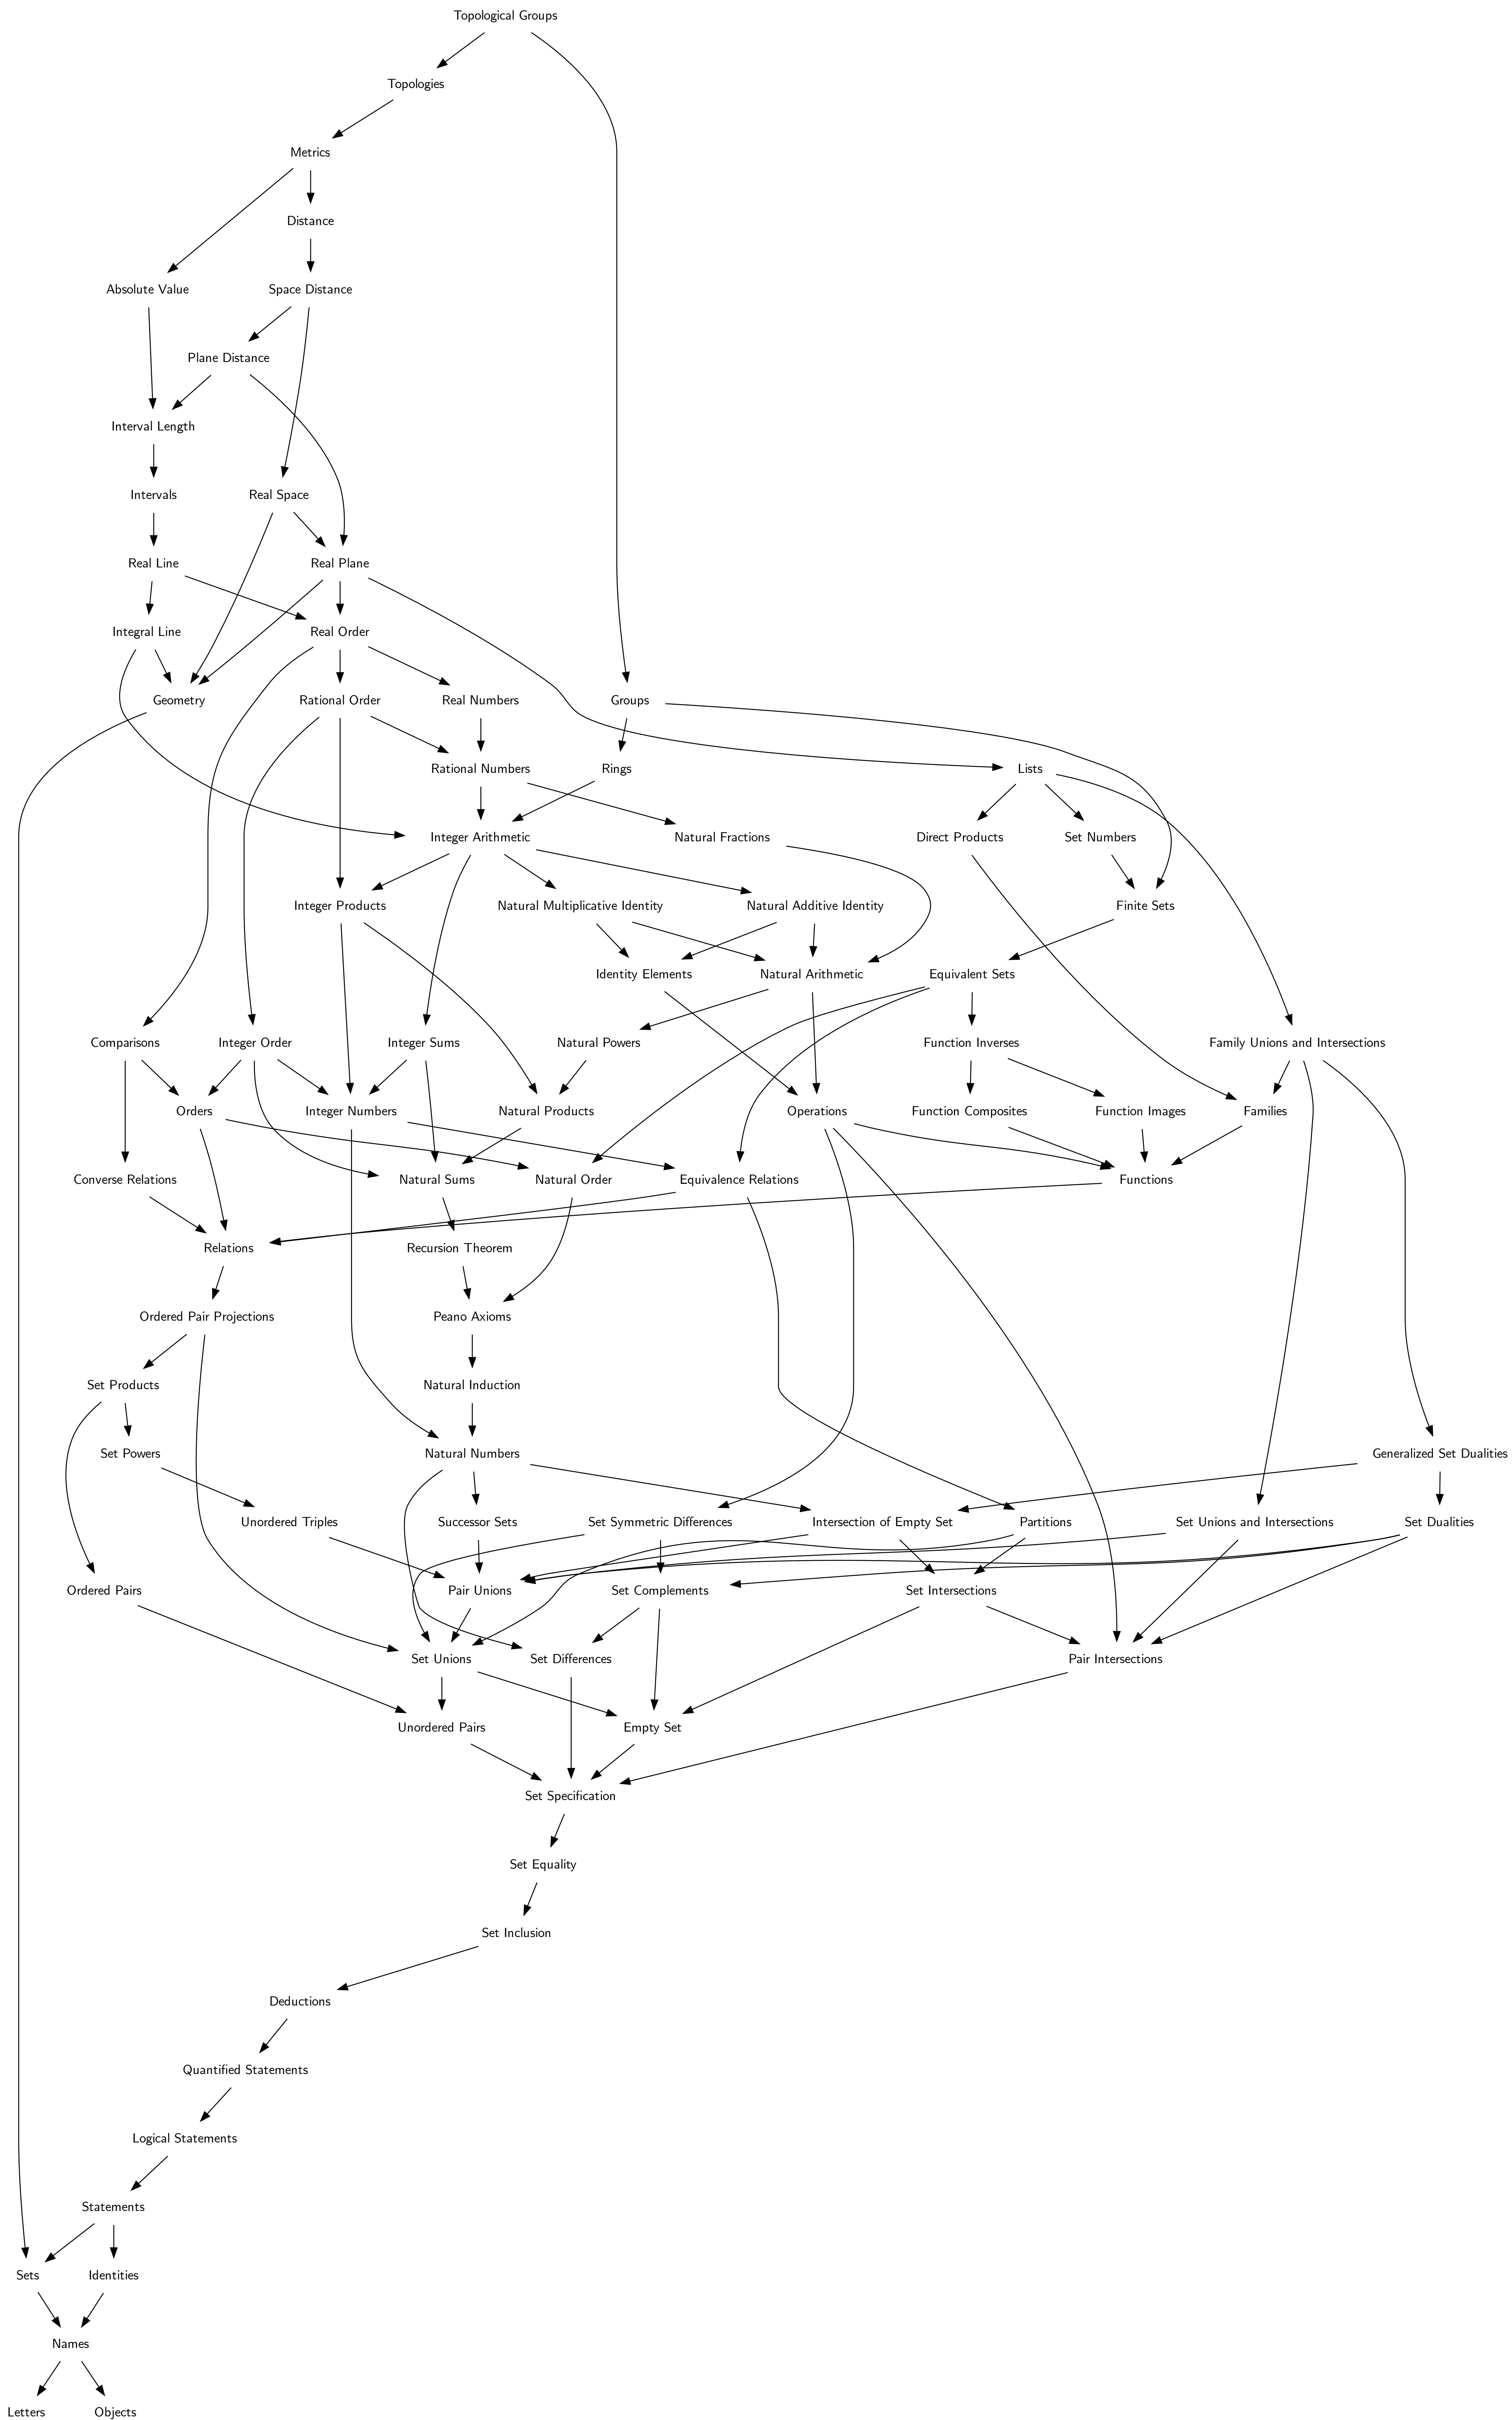 Topological Groups
Topologies
Metrics
Distance
Absolute Value
Space Distance
Plane Distance
Interval Length
Intervals
Real Space
Real Line
Real Plane
Integral Line
Real Order
Geometry
Rational Order
Real Numbers
Groups
Rational Numbers
Rings
Lists
Integer Arithmetic
Natural Fractions
Direct Products
Set Numbers
Integer Products
Natural Multiplicative Identity
Natural Additive Identity
Finite Sets
Identity Elements
Natural Arithmetic
Equivalent Sets
Comparisons
Integer Order
Integer Sums
Natural Powers
Function Inverses
Family Unions and Intersections
Orders
Integer Numbers
Natural Products
Operations
Function Composites
Function Images
Families
Converse Relations
Natural Sums
Natural Order
Equivalence Relations
Functions
Relations
Recursion Theorem
Ordered Pair Projections
Peano Axioms
Set Products
Natural Induction
Set Powers
Natural Numbers
Generalized Set Dualities
Unordered Triples
Successor Sets
Set Symmetric Differences
Intersection of Empty Set
Partitions
Set Unions and Intersections
Set Dualities
Ordered Pairs
Pair Unions
Set Complements
Set Intersections
Set Unions
Set Differences
Pair Intersections
Unordered Pairs
Empty Set
Set Specification
Set Equality
Set Inclusion
Deductions
Quantified Statements
Logical Statements
Statements
Sets
Identities
Names
Letters
Objects